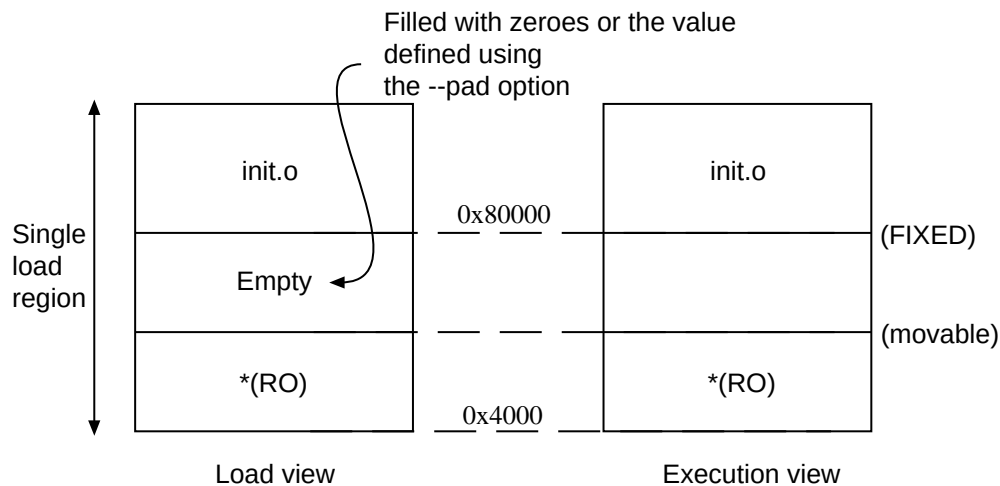 Filled with zeroes or the value
defined using
the --pad option
init.o
init.o
0x80000
Single
load
region
(FIXED)
Empty
(movable)
*(RO)
*(RO)
0x4000
Load view
Execution view